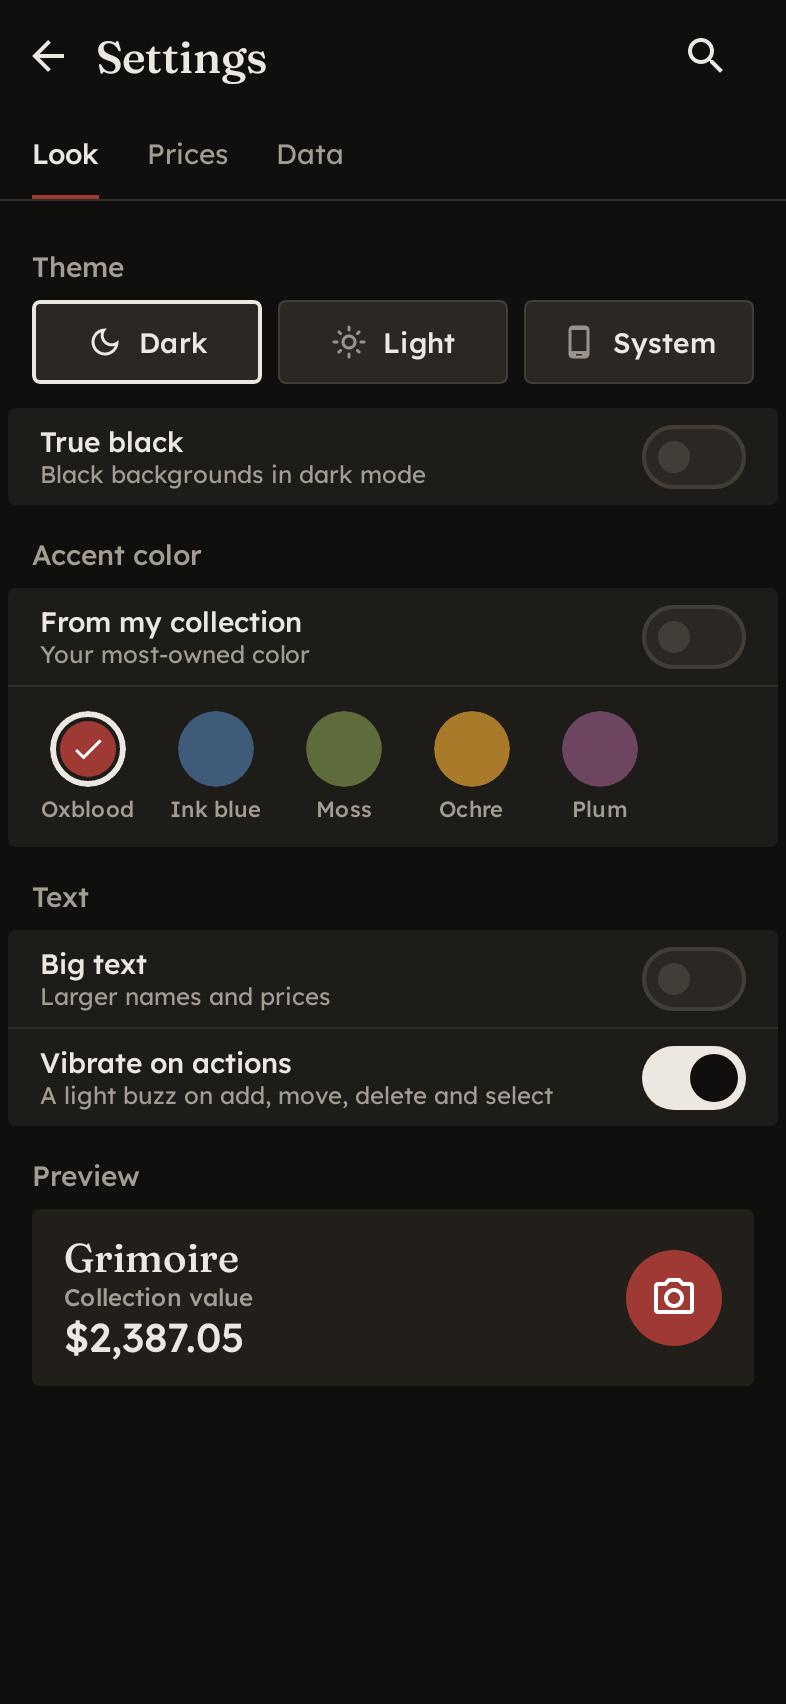 Settings
Look Prices Data
Theme
Dark Light System
True black
Black backgrounds in dark mode
Accent color
From my collection
Your most-owned color
Oxblood Ink blue Moss Ochre Plum
Text
Big text
Larger names and prices
Vibrate on actions
A light buzz on add, move, delete and select
Preview
Grimoire
Collection value
$2,387.05